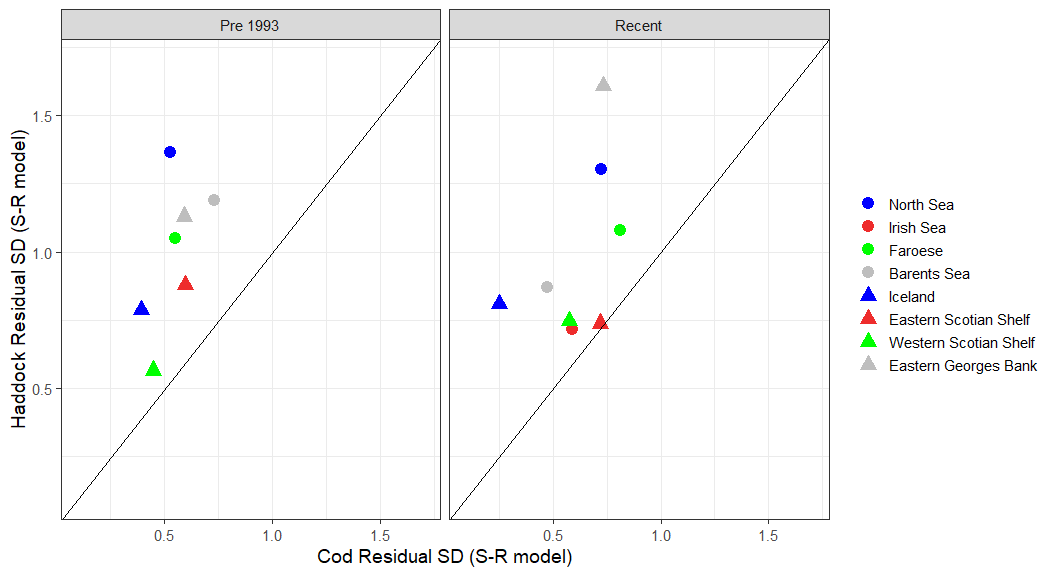 Pre 1993
Recent
Haddock Residual SD (S-R model)
1.5
1.0
0.5
0.5
1.0
1.5
0.5
1.0
1.5
Cod Residual SD (S-R model)
North Sea
Irish Sea
Faroese
Barents Sea
Iceland
Eastern Scotian Shelf
Western Scotian Shelf
Eastern Georges Bank